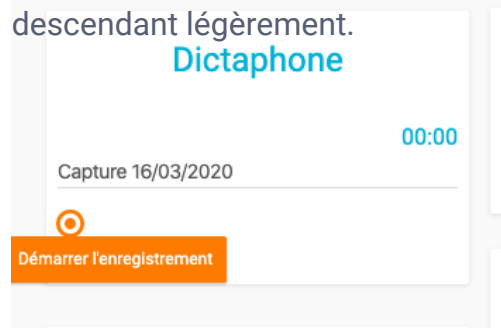 descendant légèrement.
Dictaphone
00:00
Capture 16/03/2020
Démarrer l'enregistrement